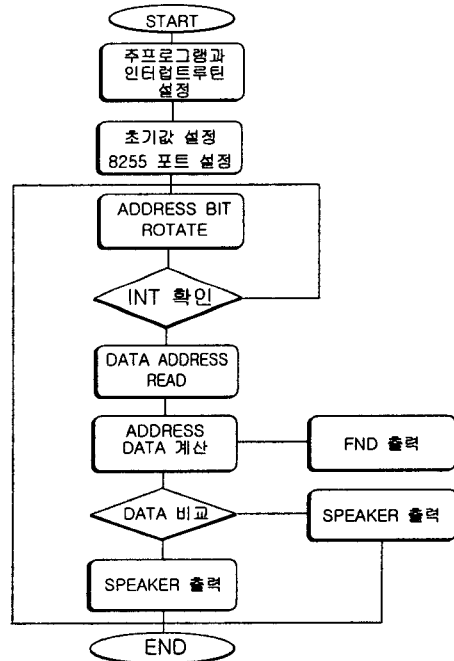 START
주프로그램과
인터럽트루틴
설정
초기값 설정
8255 포트 설정
ADDRESS BIT
ROTATE
INT 확인
DATA ADDRESS
READ
ADDRESS
DATA 계산
FND 출력
DATA 비교
SPEAKER 출력
SPEAKER 출력
END